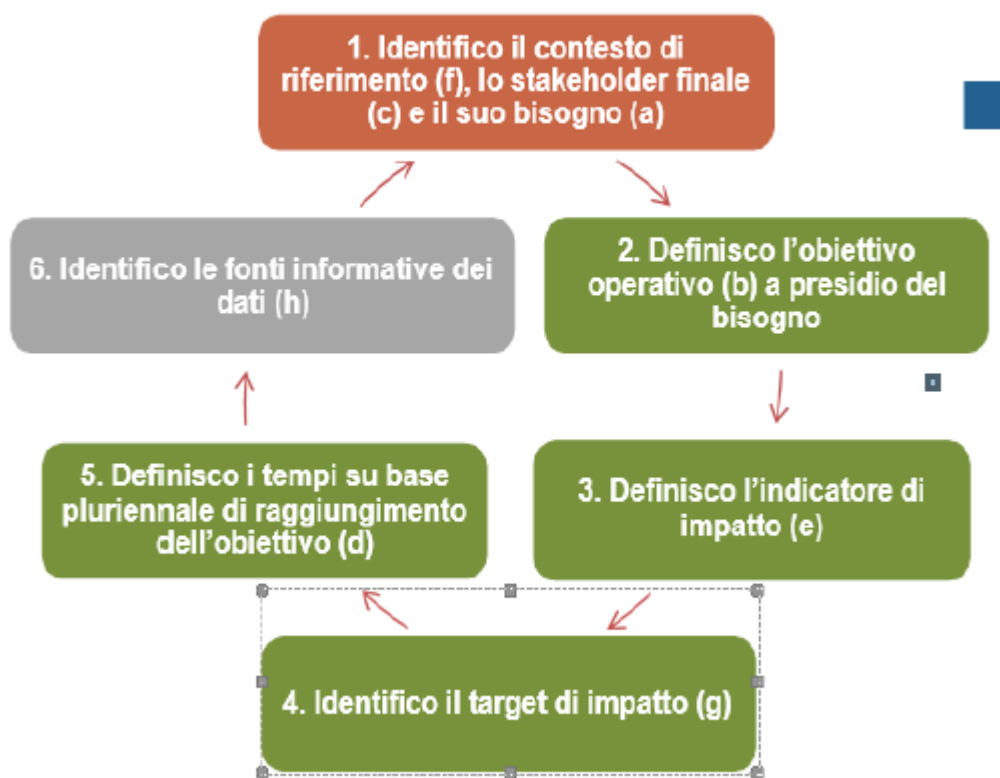 1. Identifico il contesto di
riferimento (f), lo stakeholder finale
(c) e il suo bisogno (a)
2. Definisco l'obiettivo
operativo (b) a presidio del
bisogno
3. Definisco l'indicatore di
impatto (e)
4. Identifico il target di impatto (g)
5. Definisco i tempi su base
pluriennale di raggiungimento
dell'obiettivo (d)
6. Identifico le fonti informative dei
dati (h)